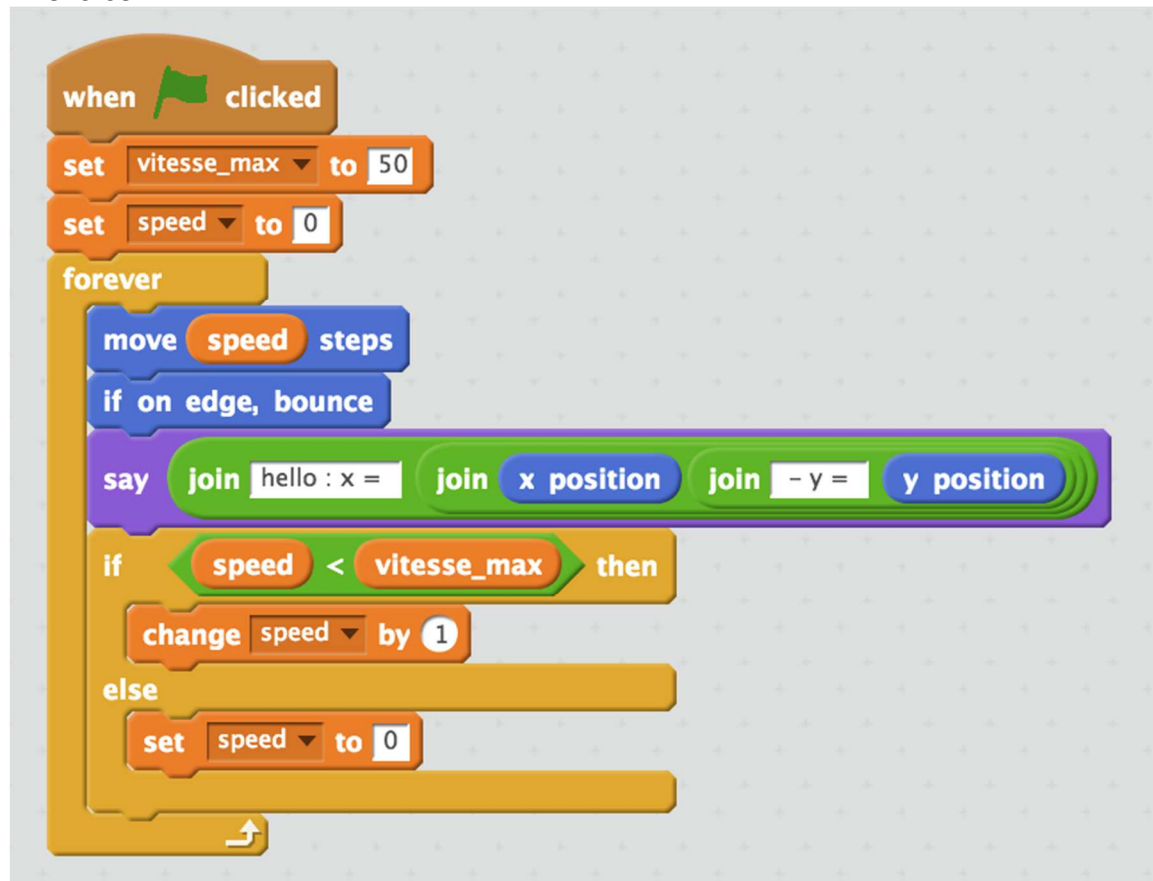 when clicked
set vitesse_max to 50
set speed to 0
forever
move speed steps
if on edge, bounce
say join hello : x = join x position join - y = y position
if speed < vitesse_max then
change speed by 1
else
set speed to 0